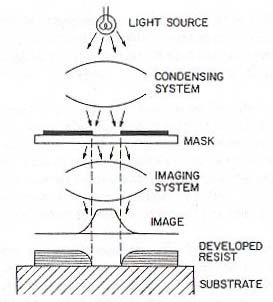 LIGHT SOURCE
CONDENSING
SYSTEM
MASK
IMAGING
SYSTEM
IMAGE
DEVELOPED
RESIST
SUBSTRATE